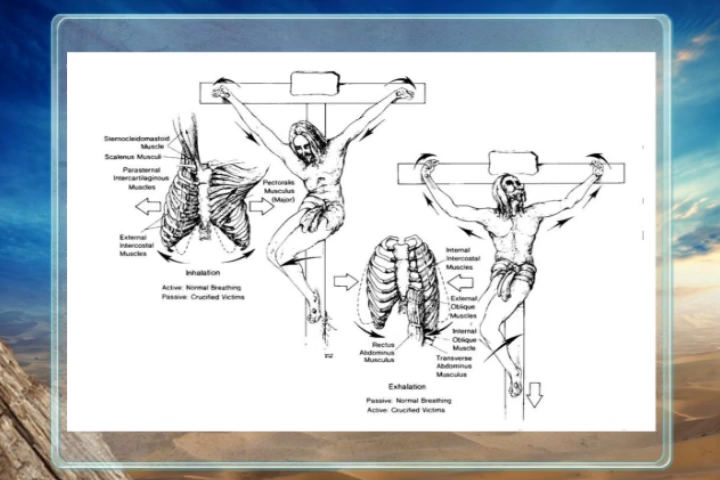 Sternocleidomastoid
Muscle
Scalenus Musculi
Parasternal
Intercartilaginous
Muscles
External
Intercostal
Muscles
Pectoralis
Musculus
(Major)
Inhalation
Active: Normal Breathing
Passive: Crucified Victims
Internal
Intercostal
Muscles
External
Oblique
Muscles
Internal
Oblique
Muscle
Transverse
Abdominus
Musculus
Rectus
Abdominus
Musculus
Exhalation
Passive: Normal Breathing
Active: Crucified Victims